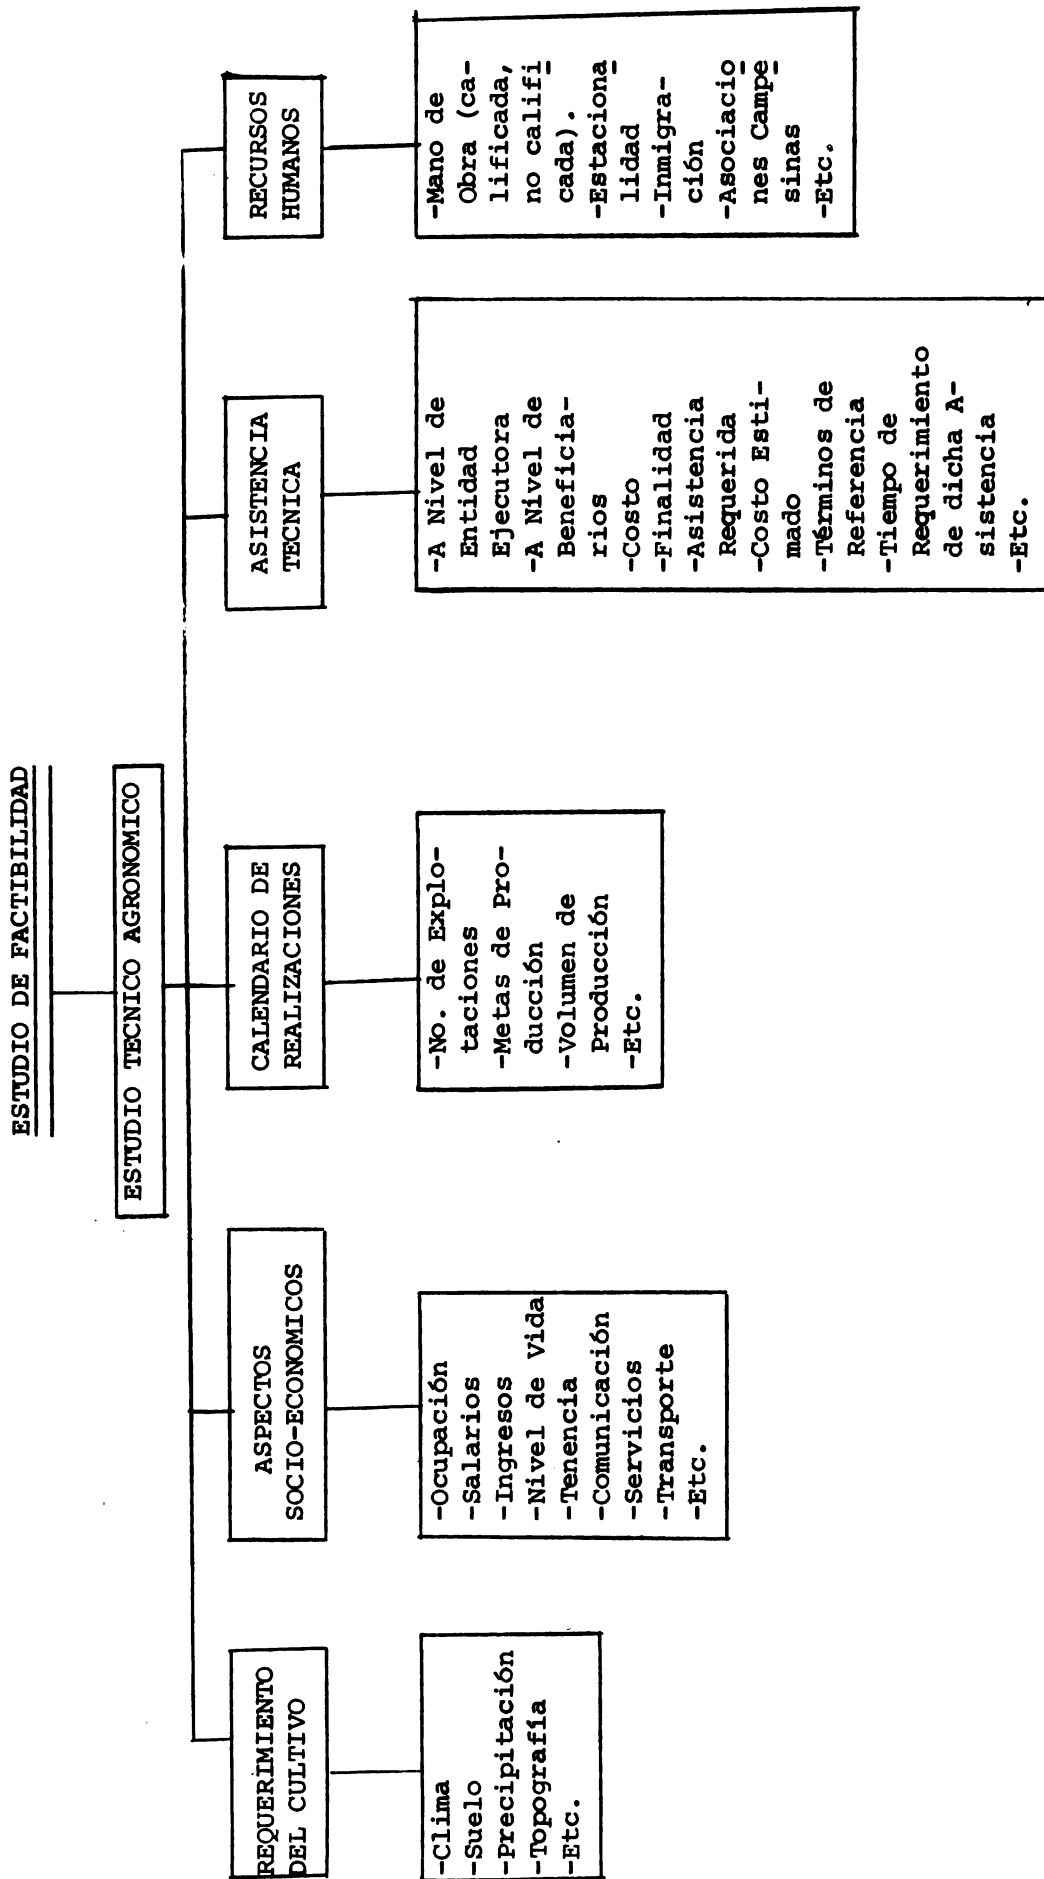 ESTUDIO DE FACTIBILIDAD
ESTUDIO TECNICO AGRONOMICO
REQUERIMIENTO
DEL CULTIVO
-Clima
-Suelo
-Precipitación
-Topografía
-Etc.
ASPECTOS
SOCIO-ECONOMICOS
-Ocupación
-Salarios
-Ingresos
-Nivel de Vida
-Tenencia
-Comunicación
-Servicios
-Transporte
-Etc.
CALENDARIO DE
REALIZACIONES
-No. de Explo-
taciones
-Metas de Pro-
ducción
-Volumen de
Producción
-Etc.
ASISTENCIA
TECNICA
-A Nivel de
Entidad
Ejecutora
-A Nivel de
Beneficia-
rios
-Costo
-Finalidad
-Asistencia
Requerida
-Costo Esti-
mado
-Términos de
Referencia
-Tiempo de
Requerimiento
de dicha A-
sistencia
-Etc.
RECURSOS
HUMANOS
-Mano de
Obra (ca-
lificada,
no califi
cada).
-Estaciona
lidad
-Inmigra-
ción
-Asociacio
nes Campe
sinas
-Etc.